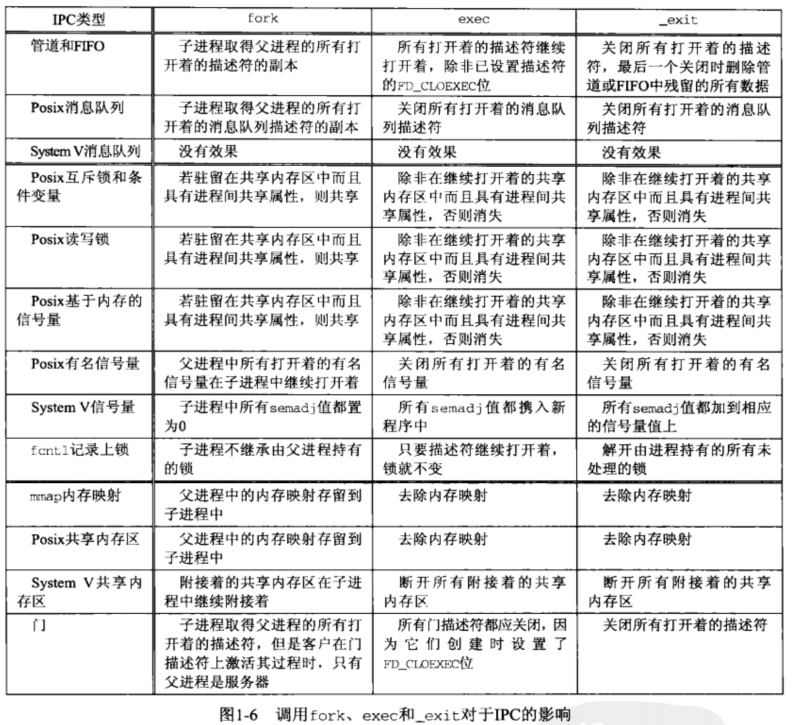 IPC类型 fork exec _exit
管道和FIFO 子进程取得父进程的所有打 所有打开着的描述符继续 关闭所有打开着的描述
开着的描述符的副本 打开着，除非已设置描述符 符，最后一个关闭时删除管
的FD_CLOEXEC位 道或FIFO中残留的所有数据
Posix消息队列 子进程取得父进程的所有打 关闭所有打开着的消息队 关闭所有打开着的消息队
开着的消息队列描述符的副本 列描述符 列描述符
System V消息队列 没有效果 没有效果 没有效果
Posix互斥锁和条 若驻留在共享内存区中而且 除非在继续打开着的共享 除非在继续打开着的共享
件变量 具有进程间共享属性，则共享 内存区中而且具有进程间共 内存区中而且具有进程间共
享属性，否则消失 享属性，否则消失
Posix读写锁 若驻留在共享内存区中而且 除非在继续打开着的共享 除非在继续打开着的共享
具有进程间共享属性，则共享 内存区中而且具有进程间共 内存区中而且具有进程间共
享属性，否则消失 享属性，否则消失
Posix基于内存的 若驻留在共享内存区中而且 除非在继续打开着的共享 除非在继续打开着的共享
信号量 具有进程间共享属性，则共享 内存区中而且具有进程间共 内存区中而且具有进程间共
享属性，否则消失 享属性，否则消失
Posix有名信号量 父进程中所有打开着的有名 关闭所有打开着的有名 关闭所有打开着的有名
信号量在子进程中继续打开着 信号量 信号量
System V信号量 子进程中所有semadj值都置 所有semadj值都携入新 所有semadj值都加到相应
为0 程序中 的信号量值上
fcntl记录上锁 子进程不继承由父进程持有 只要描述符继续打开着， 解开由进程持有的所有未
的锁 锁就不变 处理的锁
mmap内存映射 父进程中的内存映射存留到 去除内存映射 去除内存映射
子进程中
Posix共享内存区 父进程中的内存映射存留到 去除内存映射 去除内存映射
子进程中
System V共享内 附接着的共享内存区在子进 断开所有附接着的共享 断开所有附接着的共享
存区 程中继续附接着 内存区 内存区
门 子进程取得父进程的所有打 所有门描述符都应关闭，因 关闭所有打开着的描述符
开着的描述符，但是客户在门 为它们创建时设置了
描述符上激活其过程时，只有 FD_CLOEXEC位
父进程是服务器
图1-6 调用fork、exec和_exit对于IPC的影响